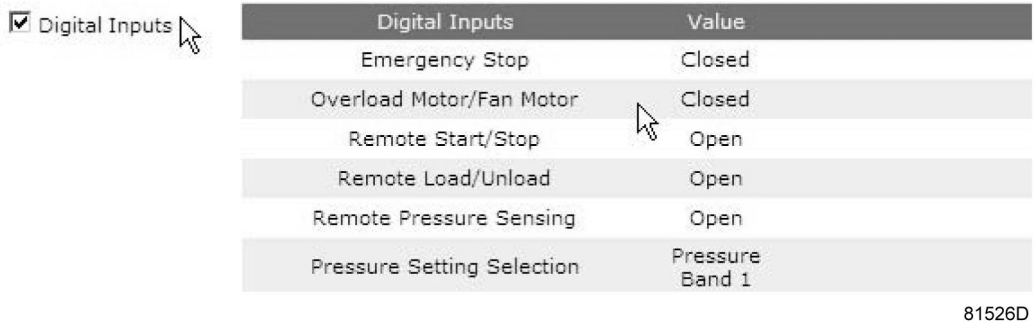 Digital Inputs
Digital Inputs Value
Emergency Stop Closed
Overload Motor/Fan Motor Closed
Remote Start/Stop Open
Remote Load/Unload Open
Remote Pressure Sensing Open
Pressure Setting Selection Pressure
Band 1
81526D